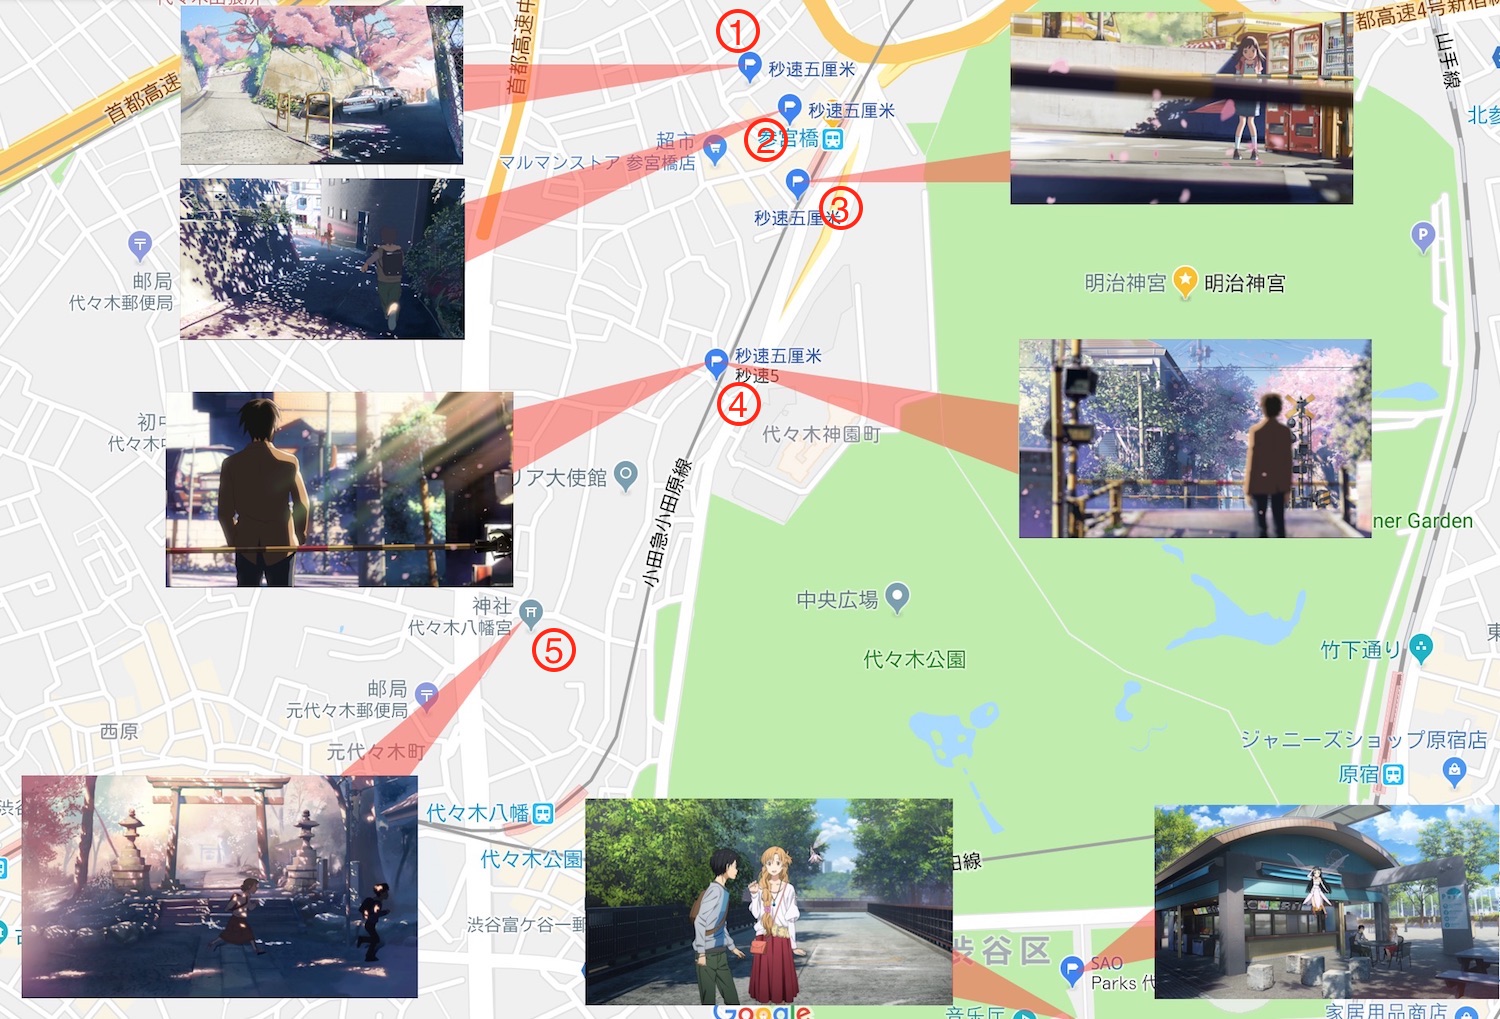 首都高速中
都高速4号新宿線
山手線
①
秒速五厘米
首都高速
秒速五厘米
北参
超市
マルマンストア 参宮橋店
②
参宮橋
③
秒速五厘米
P
邮局
代々木郵便局
明治神宮
明治神宮
秒速五厘米
秒速5
④
初中
代々木中
代々木神園町
リア大使館
小田急小田原線
ner Garden
神社
代々木八幡宮
⑤
中央広場
代々木公園
竹下通り
東
邮局
元代々木郵便局
西原
元代々木町
ジャニーズショップ原宿店
原宿
渋谷
代々木八幡
代々木公園
田線
渋谷富ケ谷一郵
渋谷区
SAO
Parks 代
Google
音乐厅
家居用品商店